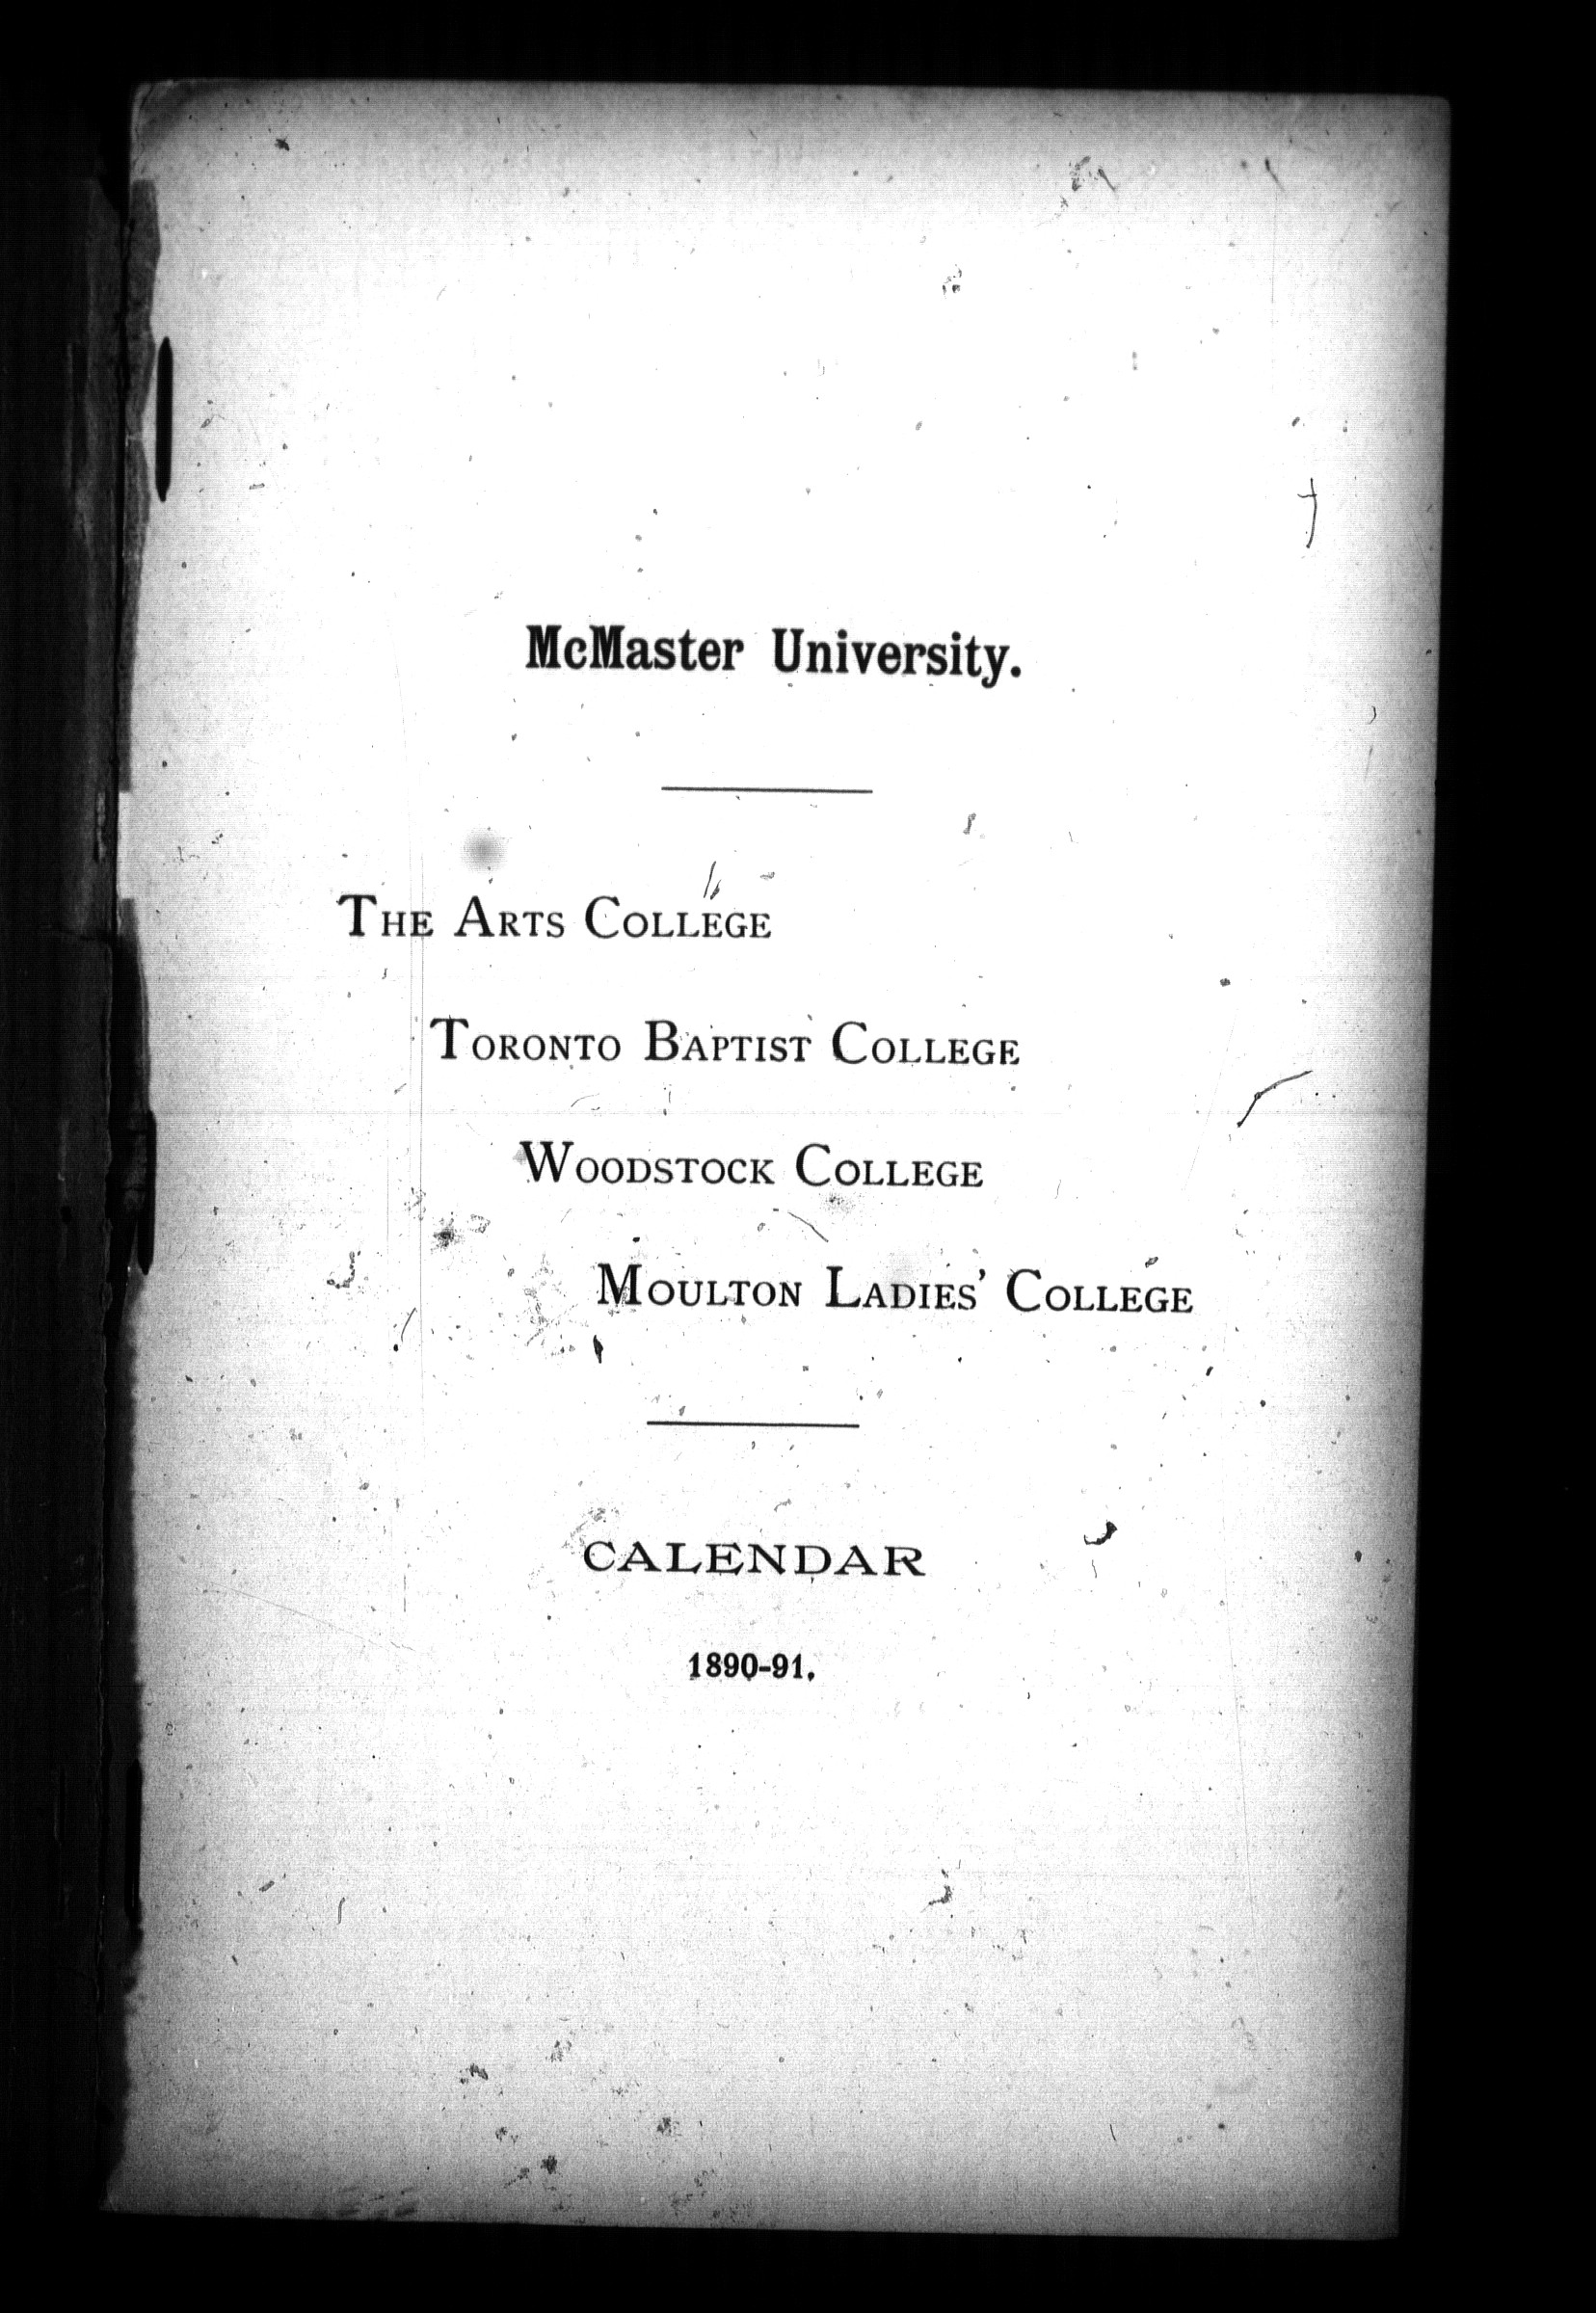 McMaster University.
The Arts College
Toronto Baptist College
Woodstock College
Moulton Ladies' College
CALENDAR
1890-91.